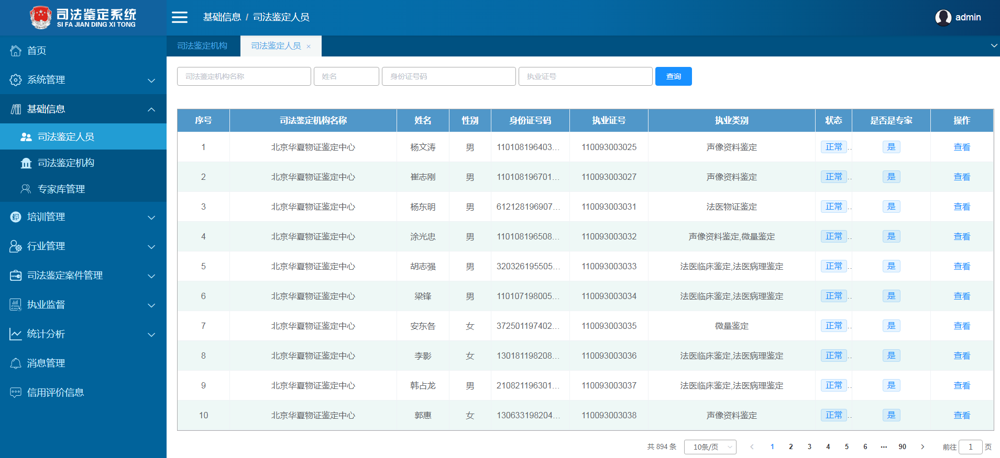 司法鉴定系统
SI FA JIAN DING XI TONG
基础信息 / 司法鉴定人员
admin
首页
系统管理
基础信息
司法鉴定人员
司法鉴定机构
专家库管理
培训管理
行业管理
司法鉴定案件管理
执业监督
统计分析
消息管理
信用评价信息
司法鉴定机构 司法鉴定人员 ×
司法鉴定机构名称 姓名 身份证号码 执业证号 查询
序号 司法鉴定机构名称 姓名 性别 身份证号码 执业证号 执业类别 状态 是否是专家 操作
1 北京华夏物证鉴定中心 杨文涛 男 110108196403... 110093003025 声像资料鉴定 正常 .. 是 查看
2 北京华夏物证鉴定中心 崔志刚 男 110108196701... 110093003027 声像资料鉴定 正常 .. 是 查看
3 北京华夏物证鉴定中心 杨东明 男 612128196907... 110093003031 法医物证鉴定 正常 .. 是 查看
4 北京华夏物证鉴定中心 涂光忠 男 110108196508... 110093003032 声像资料鉴定,微量鉴定 正常 .. 是 查看
5 北京华夏物证鉴定中心 胡志强 男 320326195505... 110093003033 法医临床鉴定,法医病理鉴定 正常 .. 是 查看
6 北京华夏物证鉴定中心 梁锋 男 110107198005... 110093003034 法医临床鉴定,法医病理鉴定 正常 .. 是 查看
7 北京华夏物证鉴定中心 安东各 女 372501197402... 110093003035 微量鉴定 正常 .. 是 查看
8 北京华夏物证鉴定中心 李影 女 130181198208... 110093003036 法医临床鉴定,法医病理鉴定 正常 .. 是 查看
9 北京华夏物证鉴定中心 韩占龙 男 210821196301... 110093003037 法医临床鉴定,法医病理鉴定 正常 .. 是 查看
10 北京华夏物证鉴定中心 郭惠 女 130633198204... 110093003038 声像资料鉴定 正常 .. 是 查看
共 894 条 10条/页 1 2 3 4 5 6 ... 90 前往 1 页